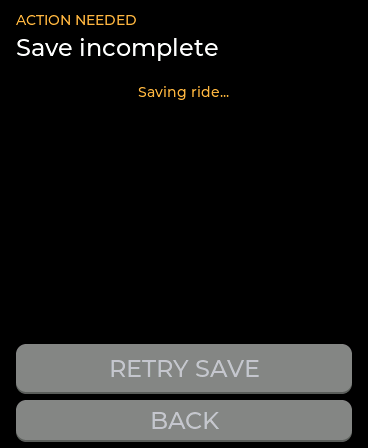 ACTION NEEDED
Save incomplete
Saving ride...
RETRY SAVE
BACK